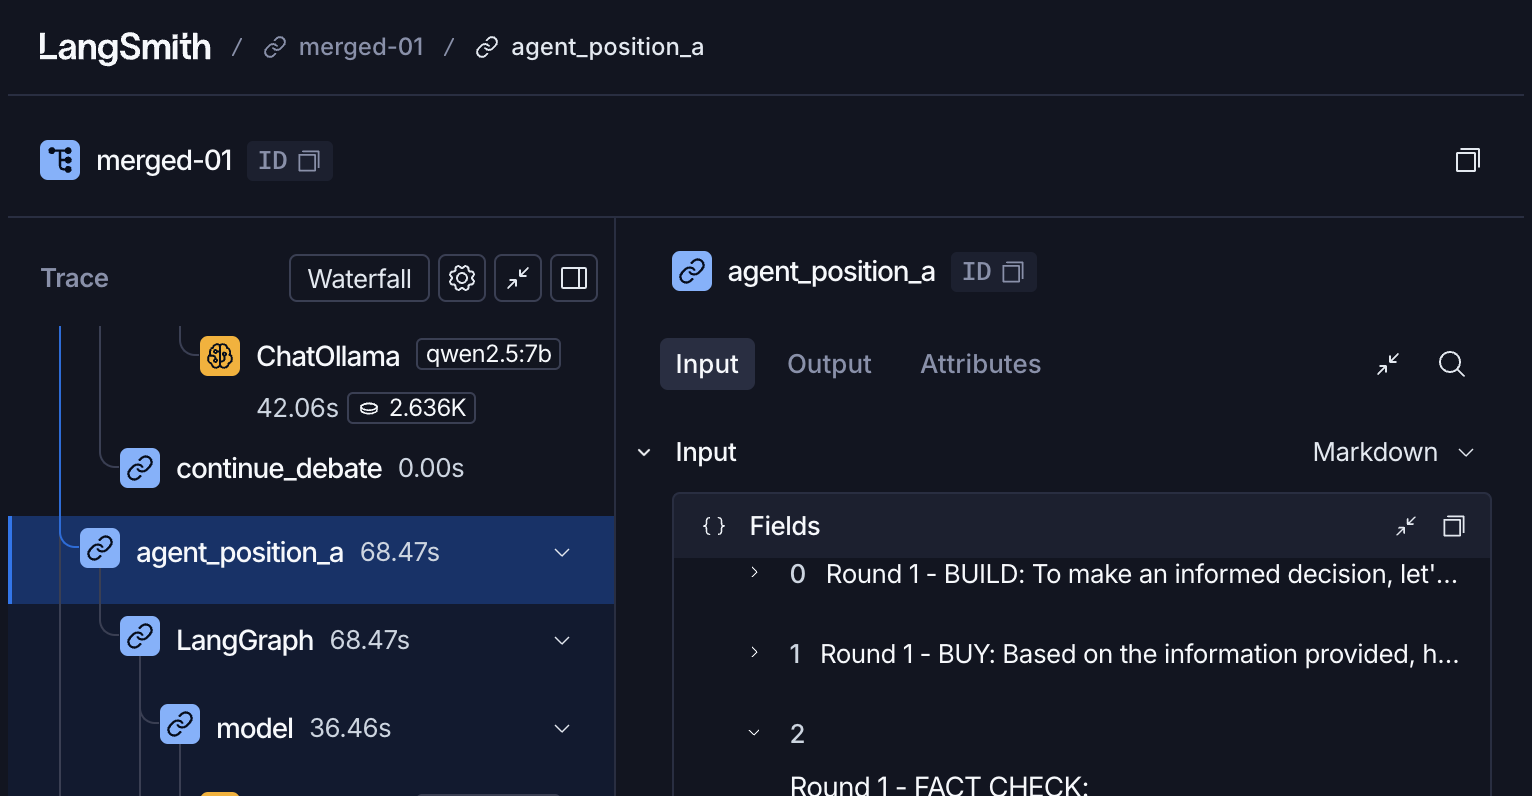 LangSmith / merged-01 / agent_position_a
merged-01 ID
Trace
Waterfall
ChatOllama qwen2.5:7b
42.06s 2.636K
continue_debate 0.00s
agent_position_a 68.47s
LangGraph 68.47s
model 36.46s
agent_position_a ID
Input Output Attributes
Input Markdown
{} Fields
0 Round 1 - BUILD: To make an informed decision, let'...
1 Round 1 - BUY: Based on the information provided, h...
2
Round 1 - FACT CHECK: